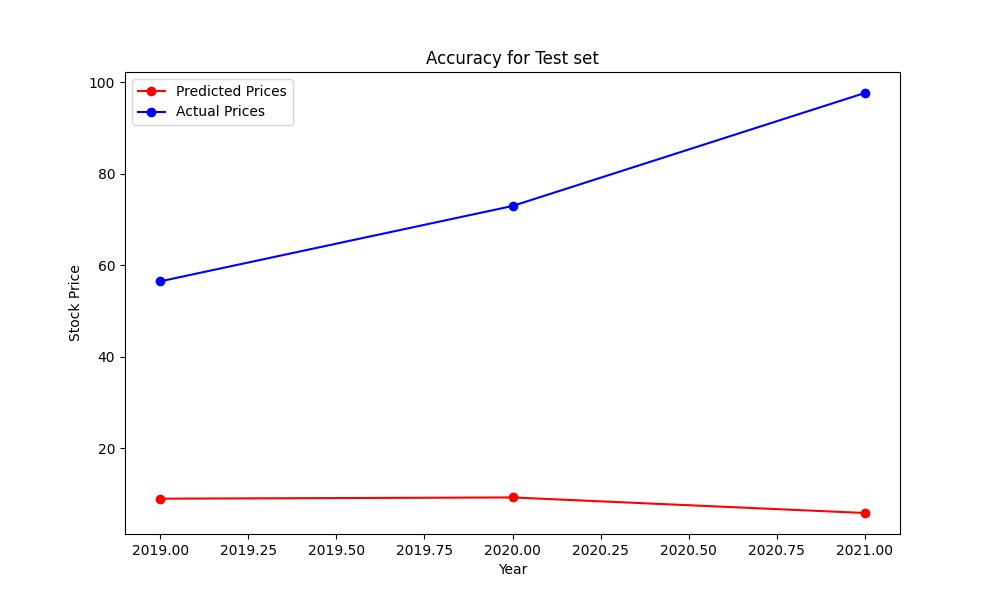 Accuracy for Test set
Predicted Prices
Actual Prices
100
80
60
40
20
Stock Price
2019.00 2019.25 2019.50 2019.75 2020.00 2020.25 2020.50 2020.75 2021.00
Year